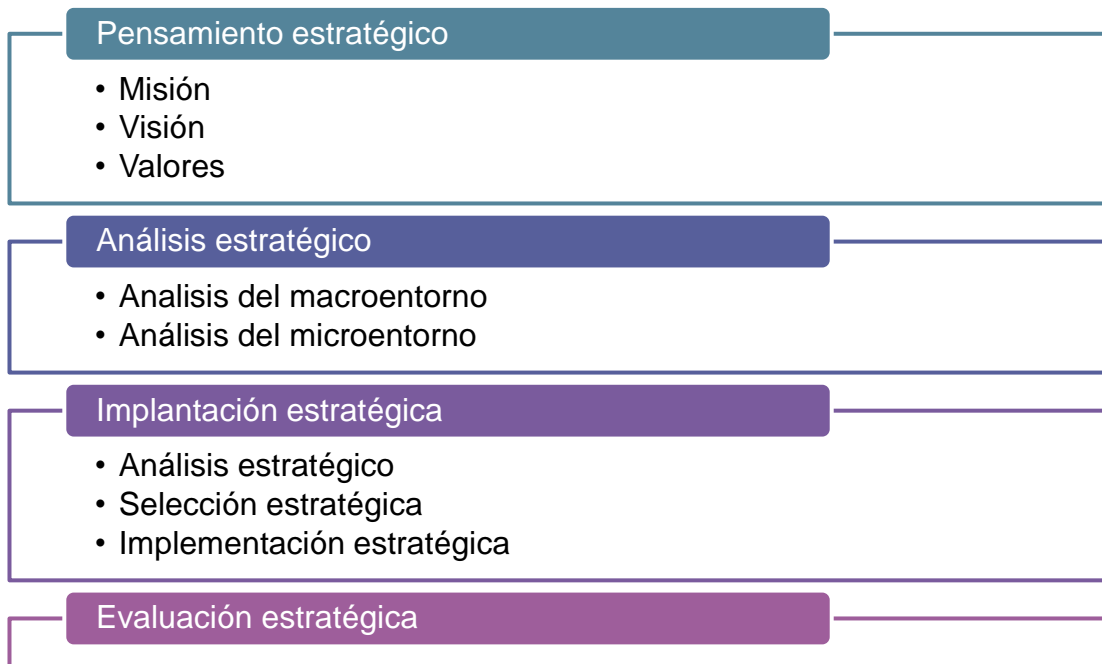 Pensamiento estratégico
• Misión
• Visión
• Valores
Análisis estratégico
• Analisis del macroentorno
• Análisis del microentorno
Implantación estratégica
• Análisis estratégico
• Selección estratégica
• Implementación estratégica
Evaluación estratégica